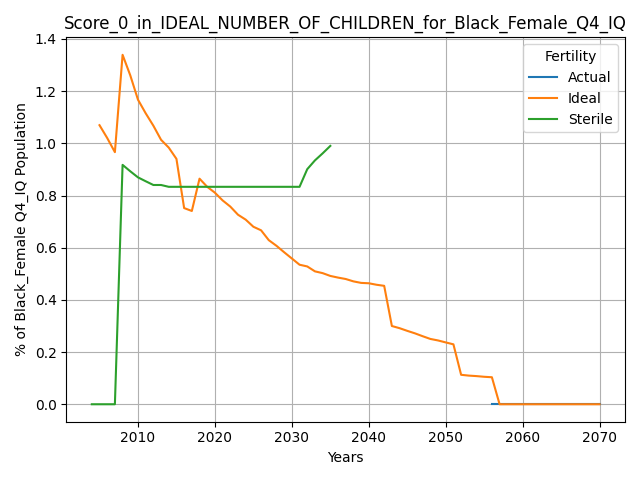 Score_0_in_IDEAL_NUMBER_OF_CHILDREN_for_Black_Female_Q4_IQ
% of Black_Female Q4_IQ Population
1.4
1.2
1.0
0.8
0.6
0.4
0.2
0.0
Fertility
Actual
Ideal
Sterile
2010 2020 2030 2040 2050 2060 2070
Years